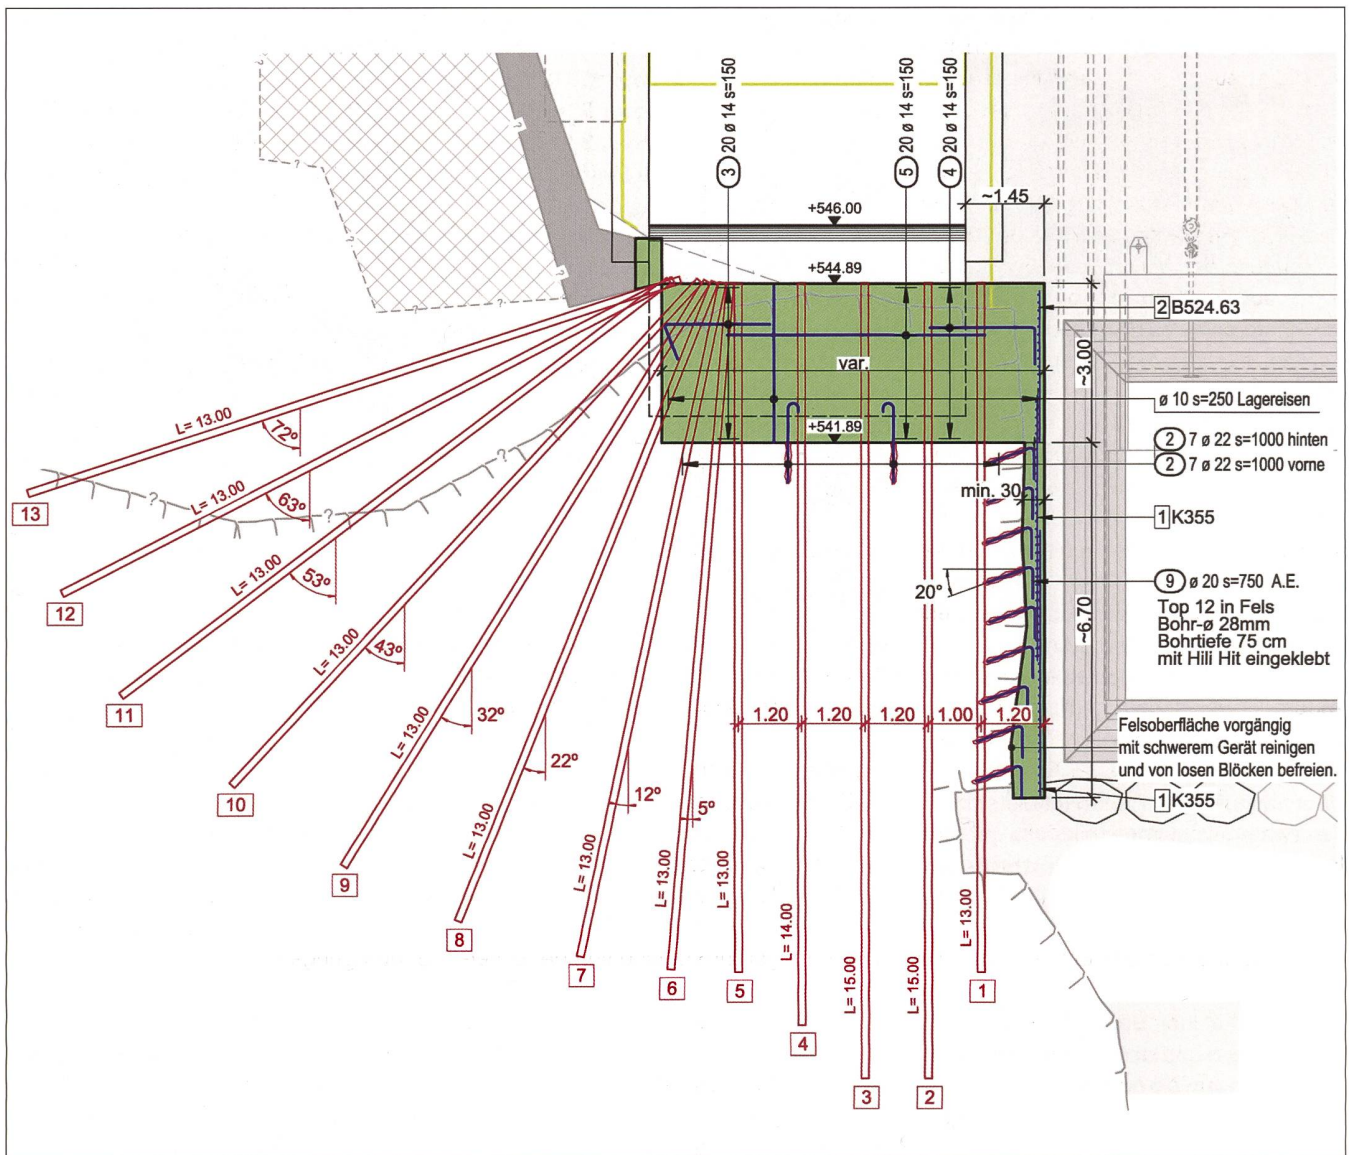 3 20 ø 14 s=150
5 20 ø 14 s=150
4 20 ø 14 s=150
~1.45
+546.00
+544.89
2 B524.63
~3.00
var.
ø 10 s=250 Lagereisen
+541.89
2 7 ø 22 s=1000 hinten
2 7 ø 22 s=1000 vorne
min. 30
1 K355
20°
9 ø 20 s=750 A.E.
Top 12 in Fels
Bohr-ø 28mm
Bohrtiefe 75 cm
mit Hili Hit eingeklebt
~6.70
1.20
1.20
1.20
1.00
1.20
Felsoberfläche vorgängig
mit schwerem Gerät reinigen
und von losen Blöcken befreien.
1 K355
L= 13.00
72°
13
L= 13.00
63°
12
L= 13.00
53°
11
L= 13.00
43°
10
L= 13.00
32°
9
L= 13.00
22°
8
L= 13.00
12°
7
L= 13.00
5°
6
L= 13.00
5
L= 14.00
4
L= 15.00
3
L= 15.00
2
L= 13.00
1
?
?
?
?
?
?
?
?
?
?